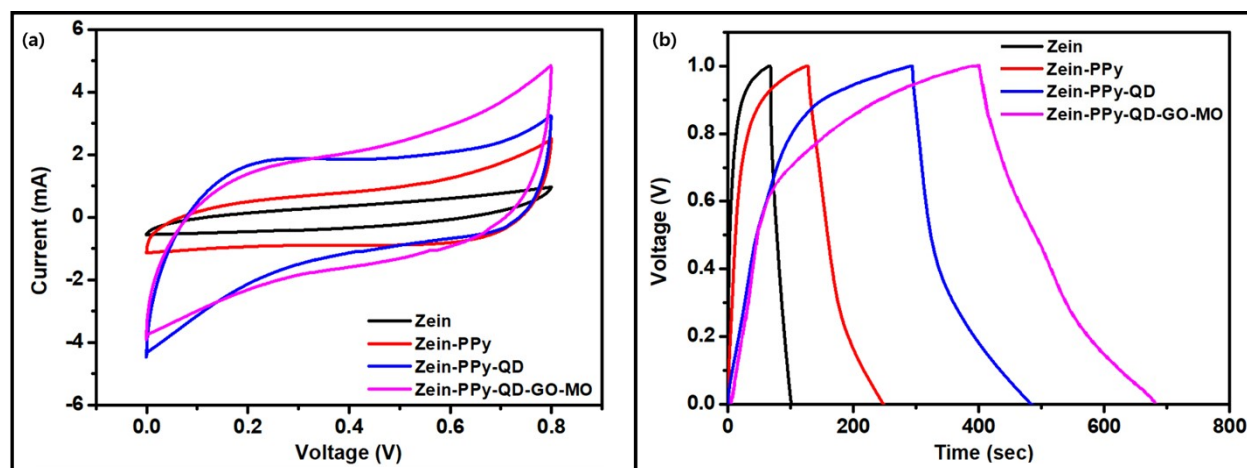 (a)
6
4
2
0
-2
-4
-6
Current (mA)
0.0 0.2 0.4 0.6 0.8
Voltage (V)
Zein
Zein-PPy
Zein-PPy-QD
Zein-PPy-QD-GO-MO
(b)
1.0
0.8
0.6
0.4
0.2
0.0
Voltage (V)
0 200 400 600 800
Time (sec)
Zein
Zein-PPy
Zein-PPy-QD
Zein-PPy-QD-GO-MO